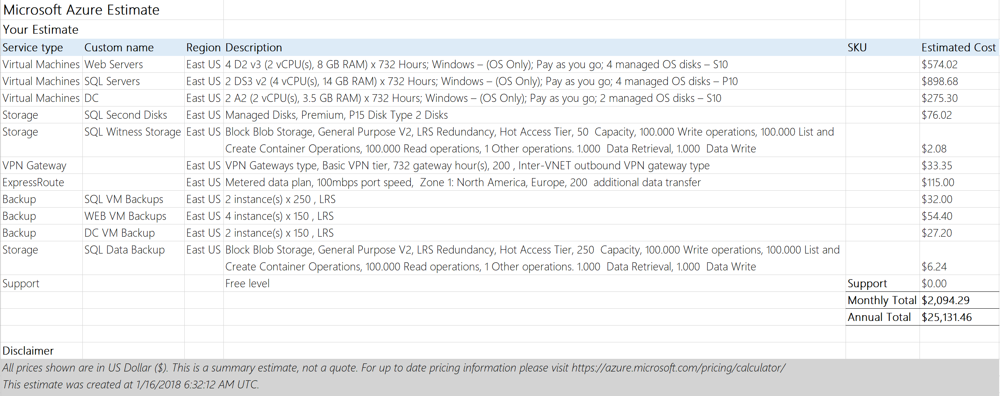 Microsoft Azure Estimate
Your Estimate
Service type Custom name Region Description SKU Estimated Cost
Virtual Machines Web Servers East US 4 D2 v3 (2 vCPU(s), 8 GB RAM) x 732 Hours; Windows – (OS Only); Pay as you go; 4 managed OS disks – S10 $574.02
Virtual Machines SQL Servers East US 2 DS3 v2 (4 vCPU(s), 14 GB RAM) x 732 Hours; Windows – (OS Only); Pay as you go; 4 managed OS disks – P10 $898.68
Virtual Machines DC East US 2 A2 (2 vCPU(s), 3.5 GB RAM) x 732 Hours; Windows – (OS Only); Pay as you go; 2 managed OS disks – S10 $275.30
Storage SQL Second Disks East US Managed Disks, Premium, P15 Disk Type 2 Disks $76.02
Storage SQL Witness Storage East US Block Blob Storage, General Purpose V2, LRS Redundancy, Hot Access Tier, 50  Capacity, 100.000 Write operations, 100.000 List and
Create Container Operations, 100.000 Read operations, 1 Other operations. 1.000  Data Retrieval, 1.000  Data Write $2.08
VPN Gateway East US VPN Gateways type, Basic VPN tier, 732 gateway hour(s), 200 , Inter-VNET outbound VPN gateway type $33.35
ExpressRoute East US Metered data plan, 100mbps port speed,  Zone 1: North America, Europe, 200  additional data transfer $115.00
Backup SQL VM Backups East US 2 instance(s) x 250 , LRS $32.00
Backup WEB VM Backups East US 4 instance(s) x 150 , LRS $54.40
Backup DC VM Backup East US 2 instance(s) x 150 , LRS $27.20
Storage SQL Data Backup East US Block Blob Storage, General Purpose V2, LRS Redundancy, Hot Access Tier, 250  Capacity, 100.000 Write operations, 100.000 List and
Create Container Operations, 100.000 Read operations, 1 Other operations. 1.000  Data Retrieval, 1.000  Data Write $6.24
Support Free level Support $0.00
Monthly Total $2,094.29
Annual Total $25,131.46
Disclaimer
All prices shown are in US Dollar ($). This is a summary estimate, not a quote. For up to date pricing information please visit https://azure.microsoft.com/pricing/calculator/
This estimate was created at 1/16/2018 6:32:12 AM UTC.